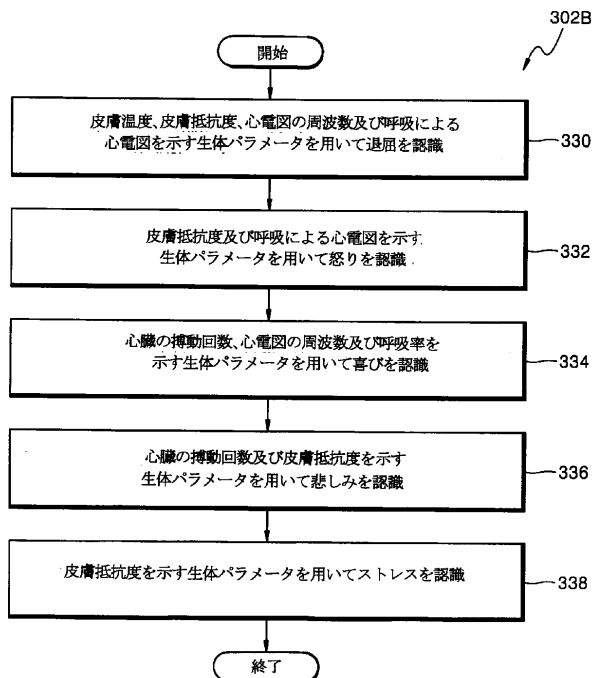 302B
開始
皮膚温度、皮膚抵抗度、心電図の周波数及び呼吸による
心電図を示す生体パラメータを用いて退屈を認識
330
皮膚抵抗度及び呼吸による心電図を示す
生体パラメータを用いて怒りを認識
332
心臓の搏動回数、心電図の周波数及び呼吸率を
示す生体パラメータを用いて喜びを認識
334
心臓の搏動回数及び皮膚抵抗度を示す
生体パラメータを用いて悲しみを認識
336
皮膚抵抗度を示す生体パラメータを用いてストレスを認識
338
終了